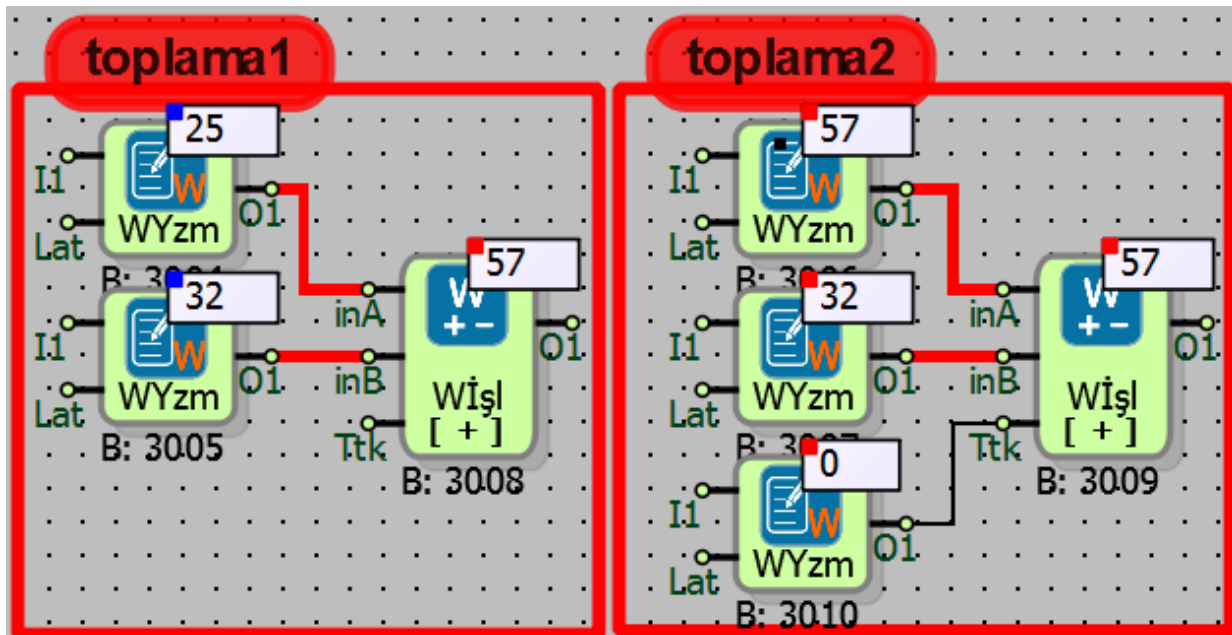 toplama1
25
I1
W
O1
Lat
WYzm
57
32
W
+ -
inA
I1
W
O1
O1
inB
Lat
WYzm
Wİşl
B: 3005
Ttk
[ + ]
B: 3008
toplama2
57
I1
W
O1
Lat
WYzm
57
32
W
+ -
inA
I1
W
O1
O1
inB
Lat
WYzm
Wİşl
0
Ttk
[ + ]
B: 3009
I1
W
O1
Lat
WYzm
B: 3010